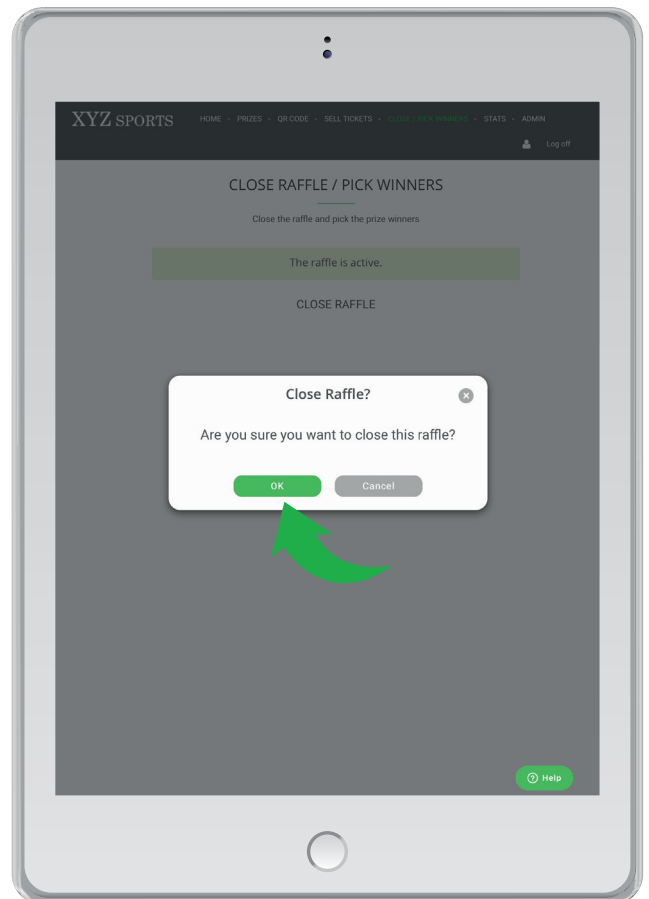 XYZ SPORTS HOME - PRIZES - QR CODE - SELL TICKETS - CLOSE / PICK WINNERS - STATS - ADMIN
Log off
CLOSE RAFFLE / PICK WINNERS
Close the raffle and pick the prize winners
The raffle is active.
CLOSE RAFFLE
Close Raffle?
Are you sure you want to close this raffle?
OK Cancel
Help